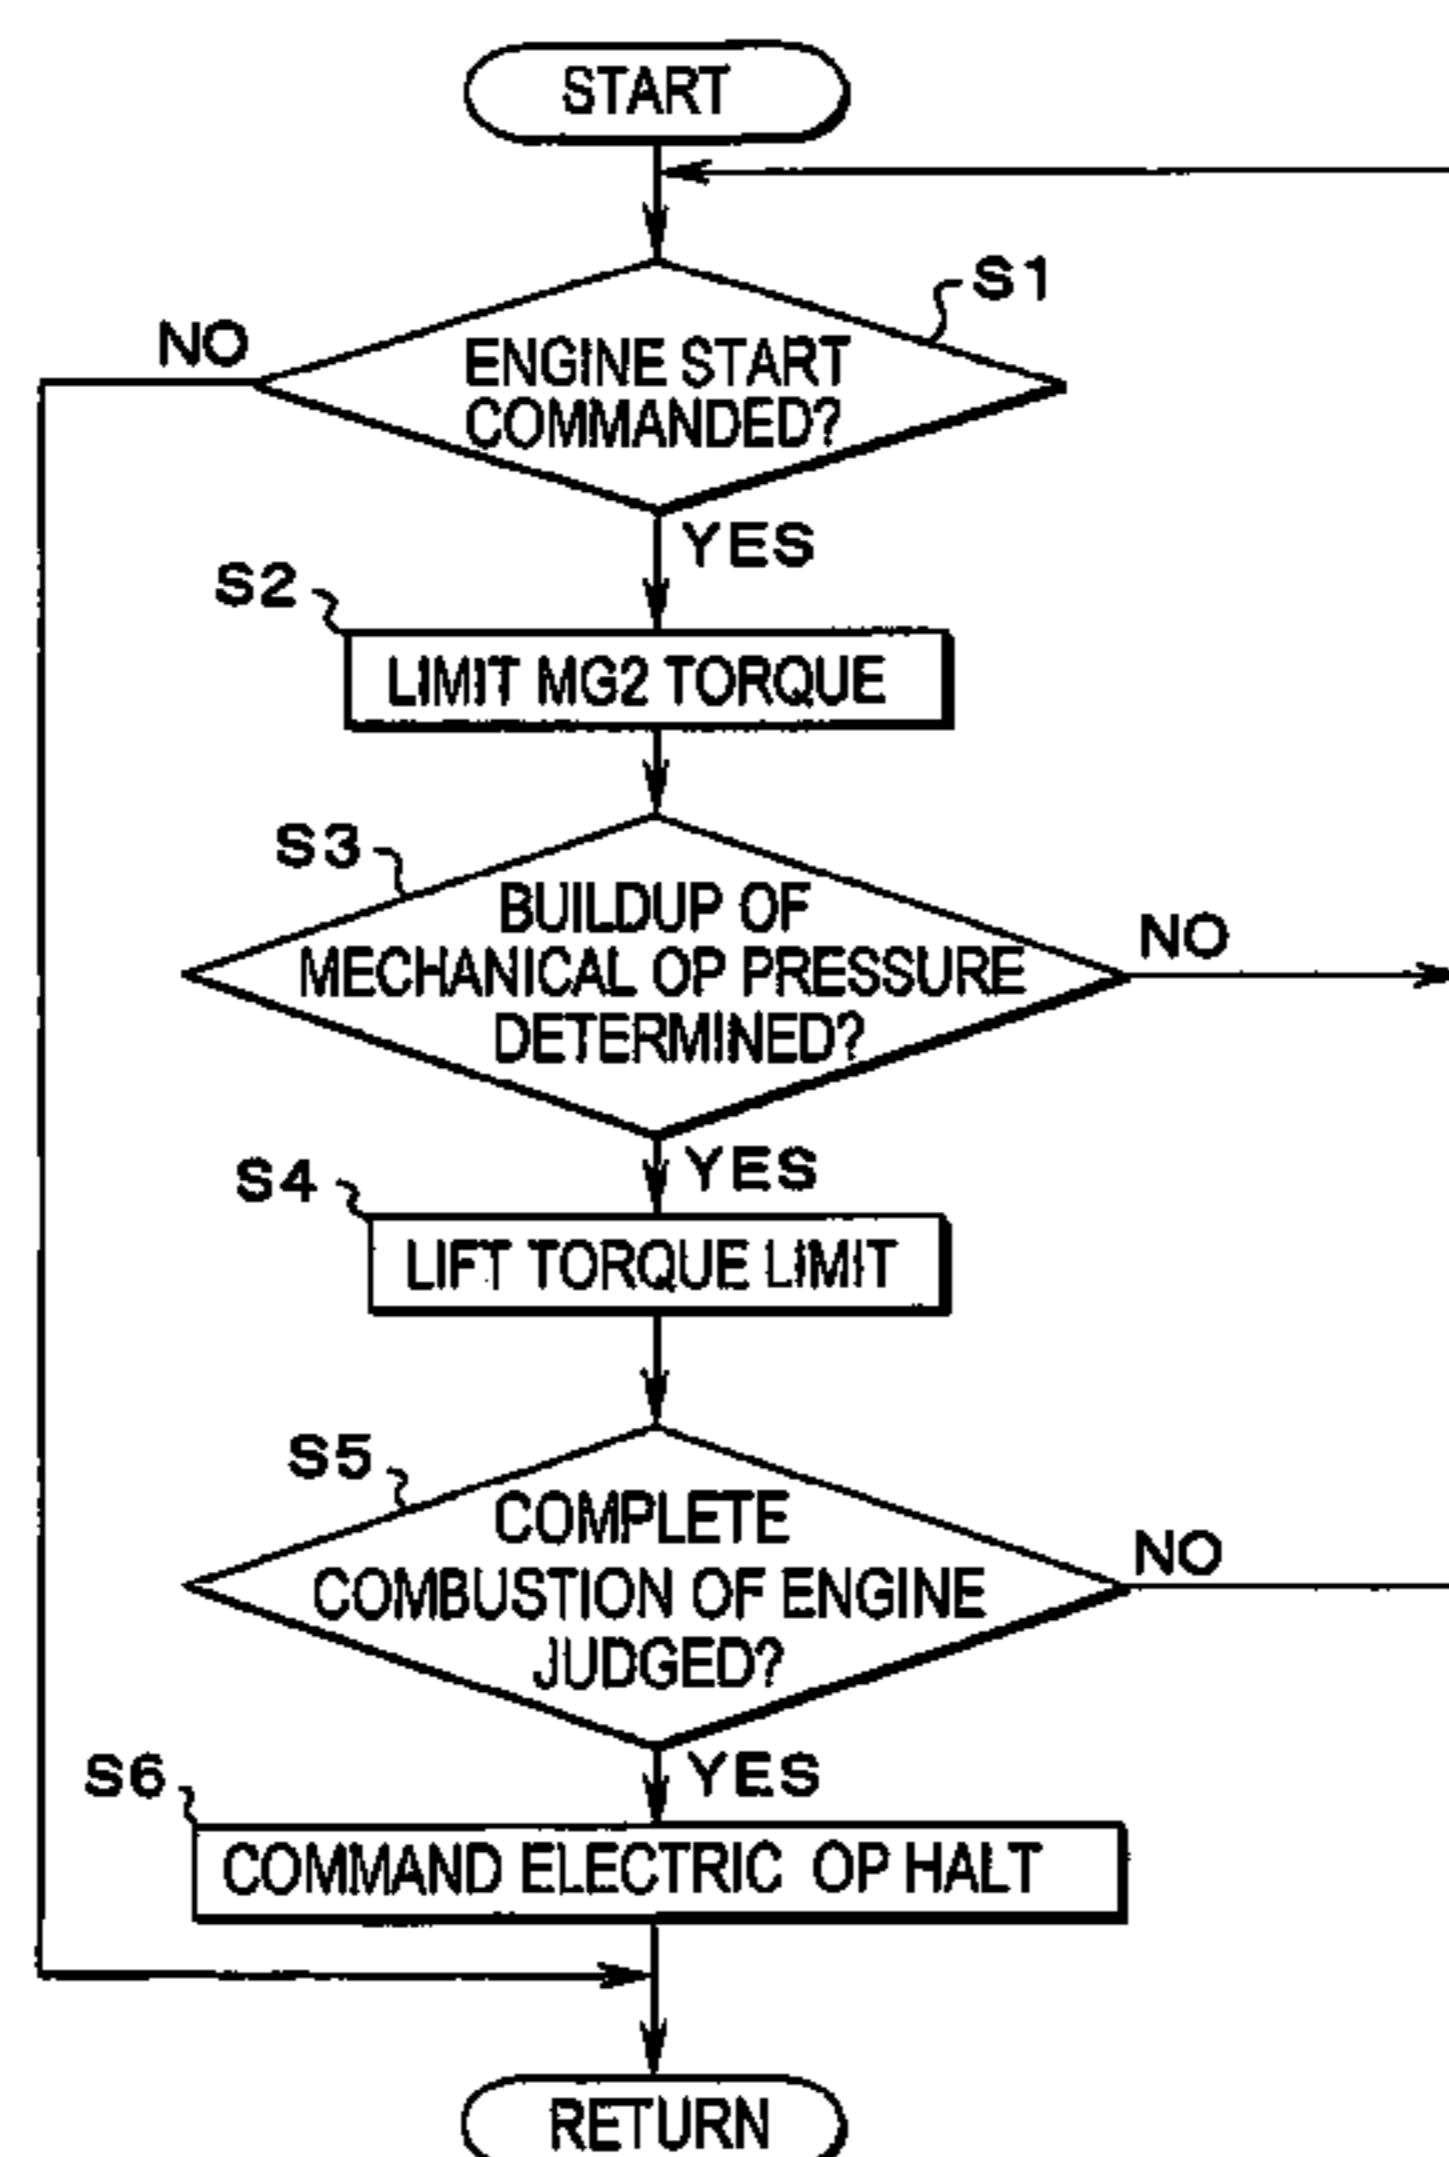 START
S1
NO
ENGINE START
COMMANDED?
YES
S2
LIMIT MG2 TORQUE
S3
BUILDUP OF
MECHANICAL OP PRESSURE
DETERMINED?
NO
YES
S4
LIFT TORQUE LIMIT
S5
COMPLETE
COMBUSTION OF ENGINE
JUDGED?
NO
YES
S6
COMMAND ELECTRIC OP HALT
RETURN